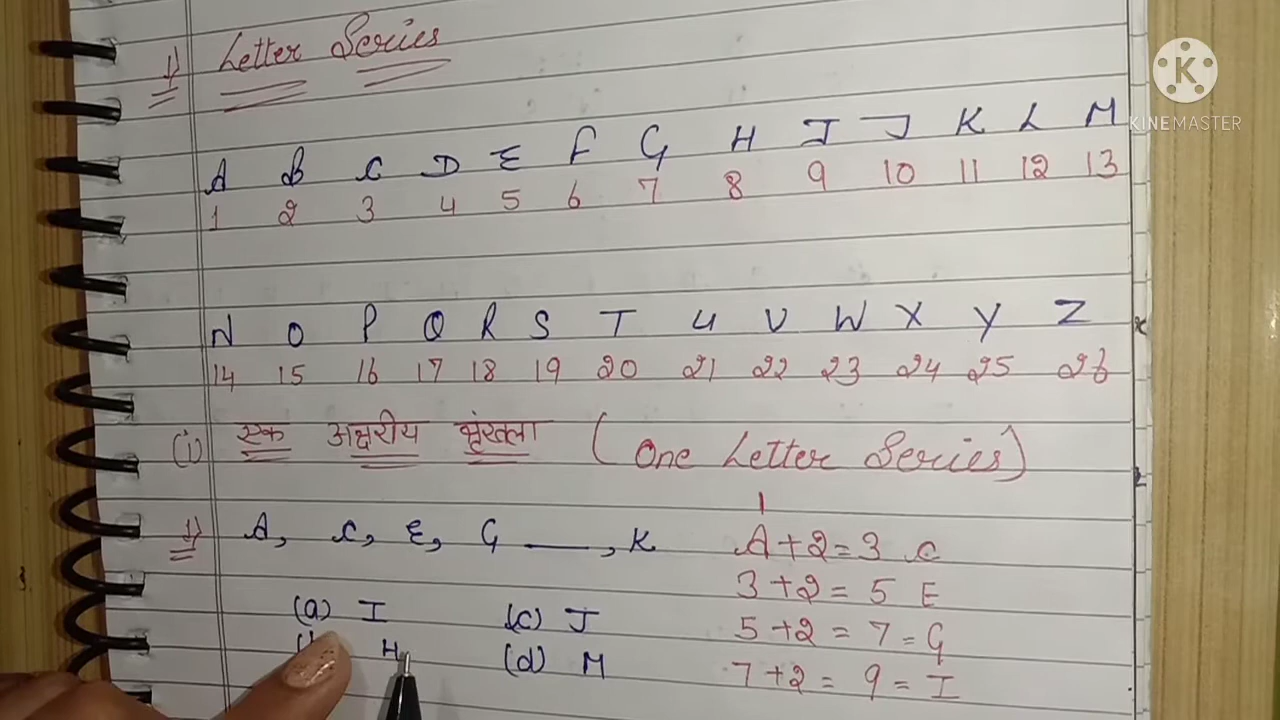 1) Letter Series
K
KINEMASTER
A B C D E F G H I J K L M
1 2 3 4 5 6 7 8 9 10 11 12 13
N O P Q R S T U V W X Y Z
14 15 16 17 18 19 20 21 22 23 24 25 26
(i) एक अक्षरीय श्रृंखला (One Letter Series)
1) A, C, E, G ___, K
1
A+2=3 C
3+2= 5 E
(a) I (c) J
5+2 = 7 = G
H (d) M
7+2 = 9 = I